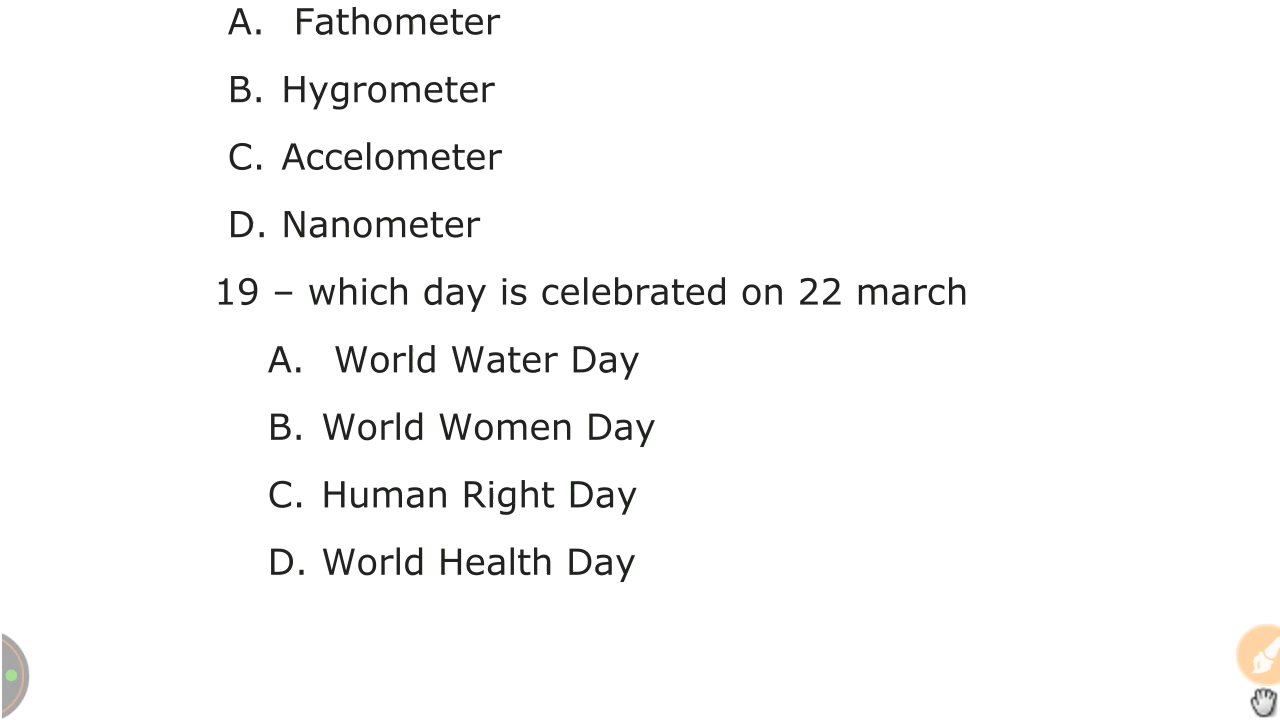 A. Fathometer
B. Hygrometer
C. Accelometer
D. Nanometer
19 – which day is celebrated on 22 march
A. World Water Day
B. World Women Day
C. Human Right Day
D. World Health Day